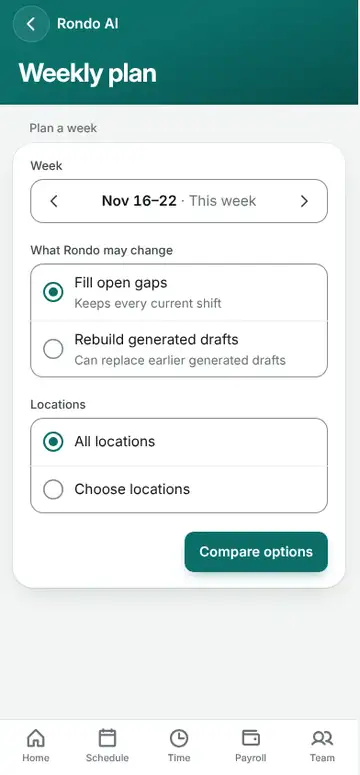 Rondo AI
Weekly plan
Plan a week
Week
Nov 16–22 · This week
What Rondo may change
Fill open gaps
Keeps every current shift
Rebuild generated drafts
Can replace earlier generated drafts
Locations
All locations
Choose locations
Compare options
Home Schedule Time Payroll Team